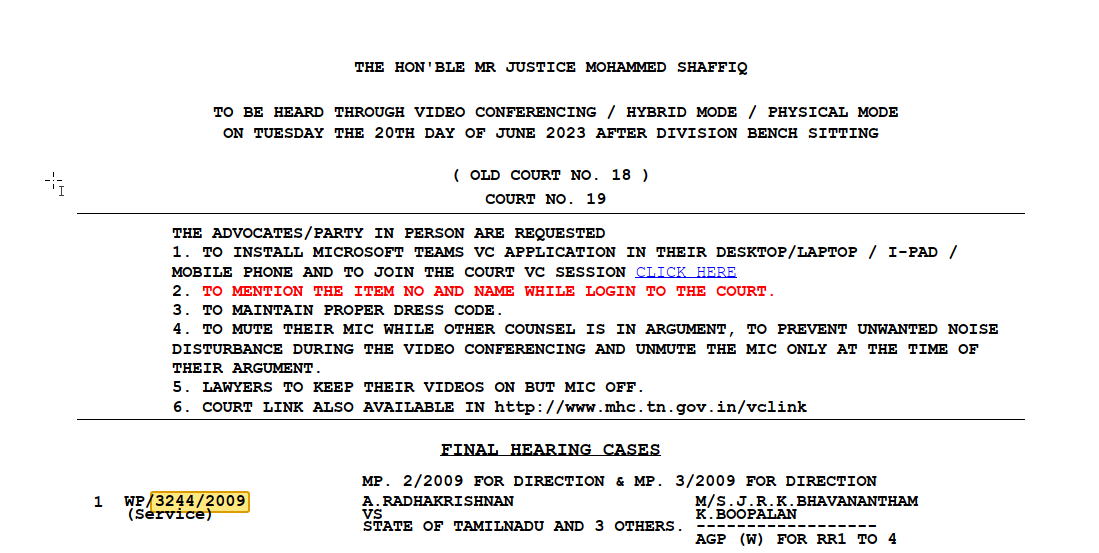 THE HON'BLE MR JUSTICE MOHAMMED SHAFFIQ
TO BE HEARD THROUGH VIDEO CONFERENCING / HYBRID MODE / PHYSICAL MODE
ON TUESDAY THE 20TH DAY OF JUNE 2023 AFTER DIVISION BENCH SITTING
( OLD COURT NO. 18 )
COURT NO. 19
THE ADVOCATES/PARTY IN PERSON ARE REQUESTED
1. TO INSTALL MICROSOFT TEAMS VC APPLICATION IN THEIR DESKTOP/LAPTOP / I-PAD /
MOBILE PHONE AND TO JOIN THE COURT VC SESSION CLICK HERE
2. TO MENTION THE ITEM NO AND NAME WHILE LOGIN TO THE COURT.
3. TO MAINTAIN PROPER DRESS CODE.
4. TO MUTE THEIR MIC WHILE OTHER COUNSEL IS IN ARGUMENT, TO PREVENT UNWANTED NOISE
DISTURBANCE DURING THE VIDEO CONFERENCING AND UNMUTE THE MIC ONLY AT THE TIME OF
THEIR ARGUMENT.
5. LAWYERS TO KEEP THEIR VIDEOS ON BUT MIC OFF.
6. COURT LINK ALSO AVAILABLE IN http://www.mhc.tn.gov.in/vclink
FINAL HEARING CASES
MP. 2/2009 FOR DIRECTION & MP. 3/2009 FOR DIRECTION
1 WP/3244/2009 A.RADHAKRISHNAN M/S.J.R.K.BHAVANANTHAM
(Service) VS K.BOOPALAN
STATE OF TAMILNADU AND 3 OTHERS. ------------------
AGP (W) FOR RR1 TO 4